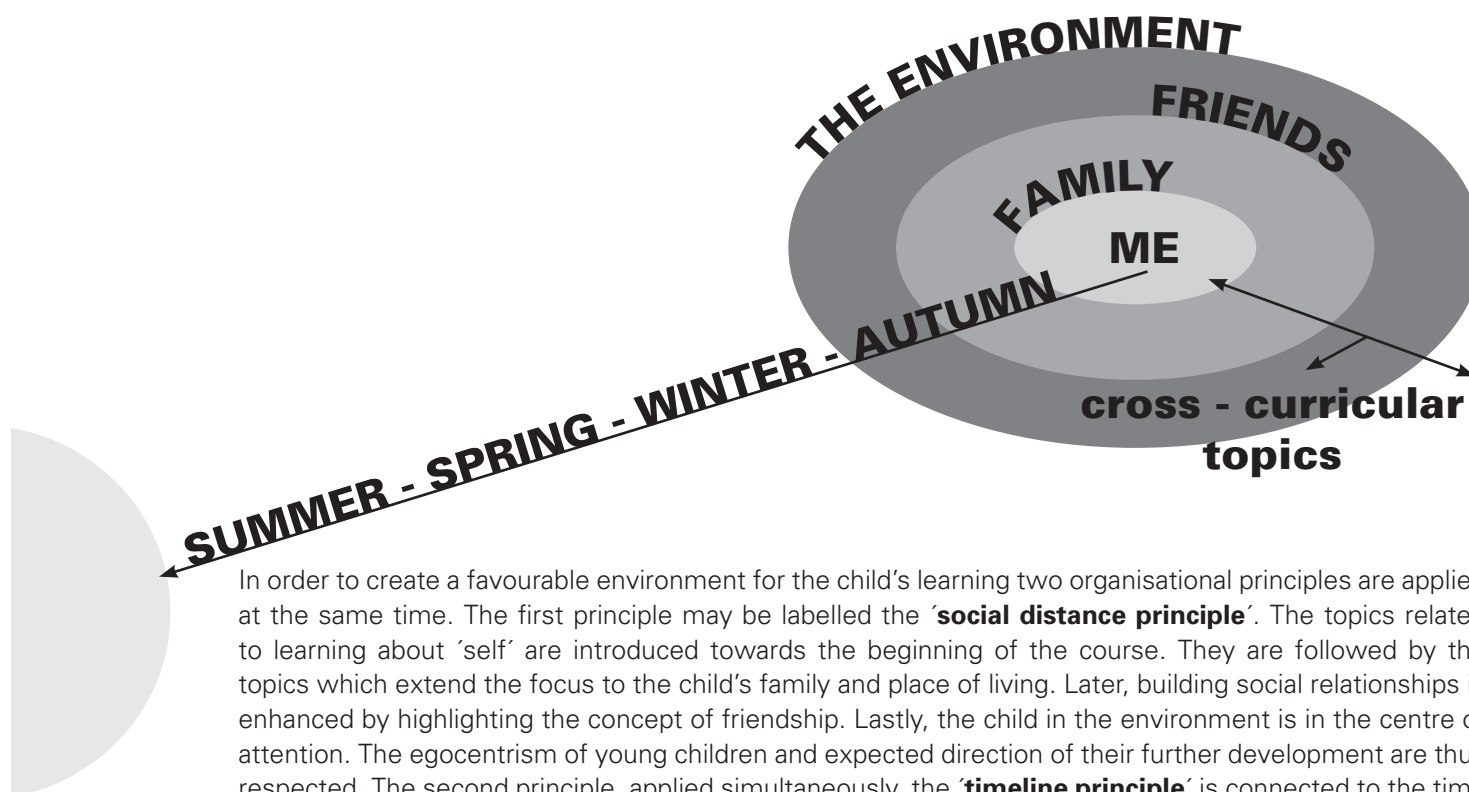 THE ENVIRONMENT
FRIENDS
FAMILY
ME
SUMMER - SPRING - WINTER - AUTUMN
cross - curricular
topics
In order to create a favourable environment for the child’s learning two organisational principles are applie
at the same time. The first principle may be labelled the ´social distance principle´. The topics relate
to learning about ´self´ are introduced towards the beginning of the course. They are followed by th
topics which extend the focus to the child’s family and place of living. Later, building social relationships i
enhanced by highlighting the concept of friendship. Lastly, the child in the environment is in the centre o
attention. The egocentrism of young children and expected direction of their further development are thu
respected. The second principle, applied simultaneously, the ´timeline principle´ is connected to the tim